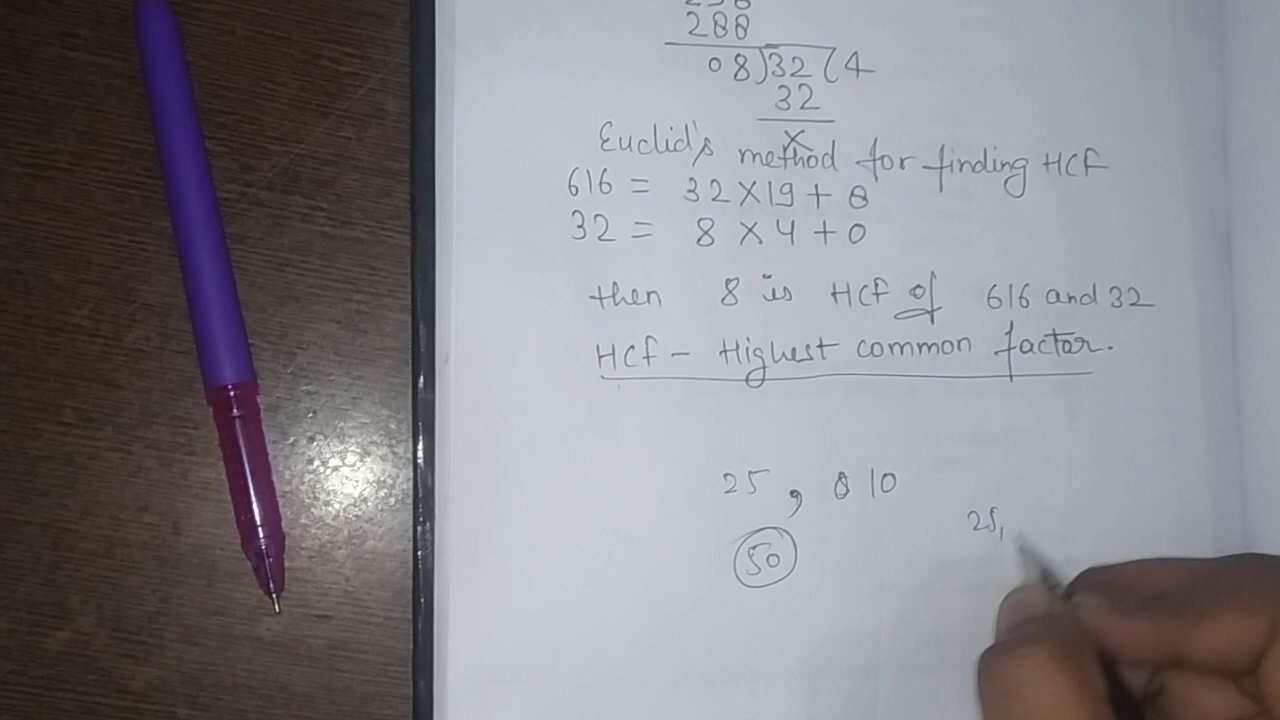 288
08)32(4
32
x
Euclid's method for finding HCF
616 = 32×19+8
32 = 8×4+0
then 8 is HCF of 616 and 32
HCF - Highest common factor.
25, 8 10
50
25,